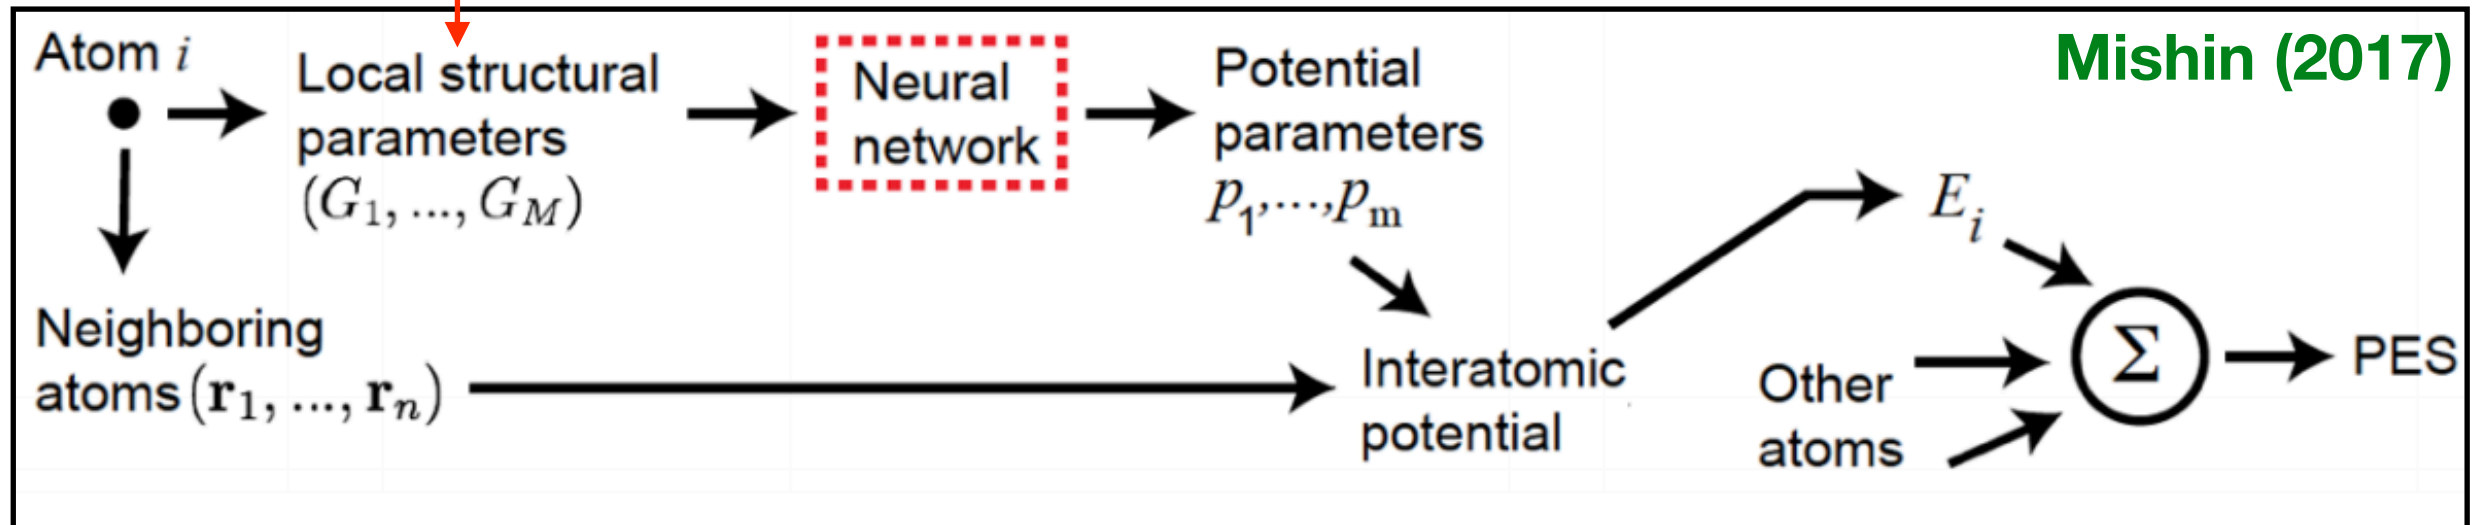 Atom i
Local structural
parameters
(G₁, ..., G_M)
Neural
network
Potential
parameters
p₁,...,pₘ
Mishin (2017)
Neighboring
atoms (r₁, ..., rₙ)
Interatomic
potential
Eᵢ
Other
atoms
Σ
PES